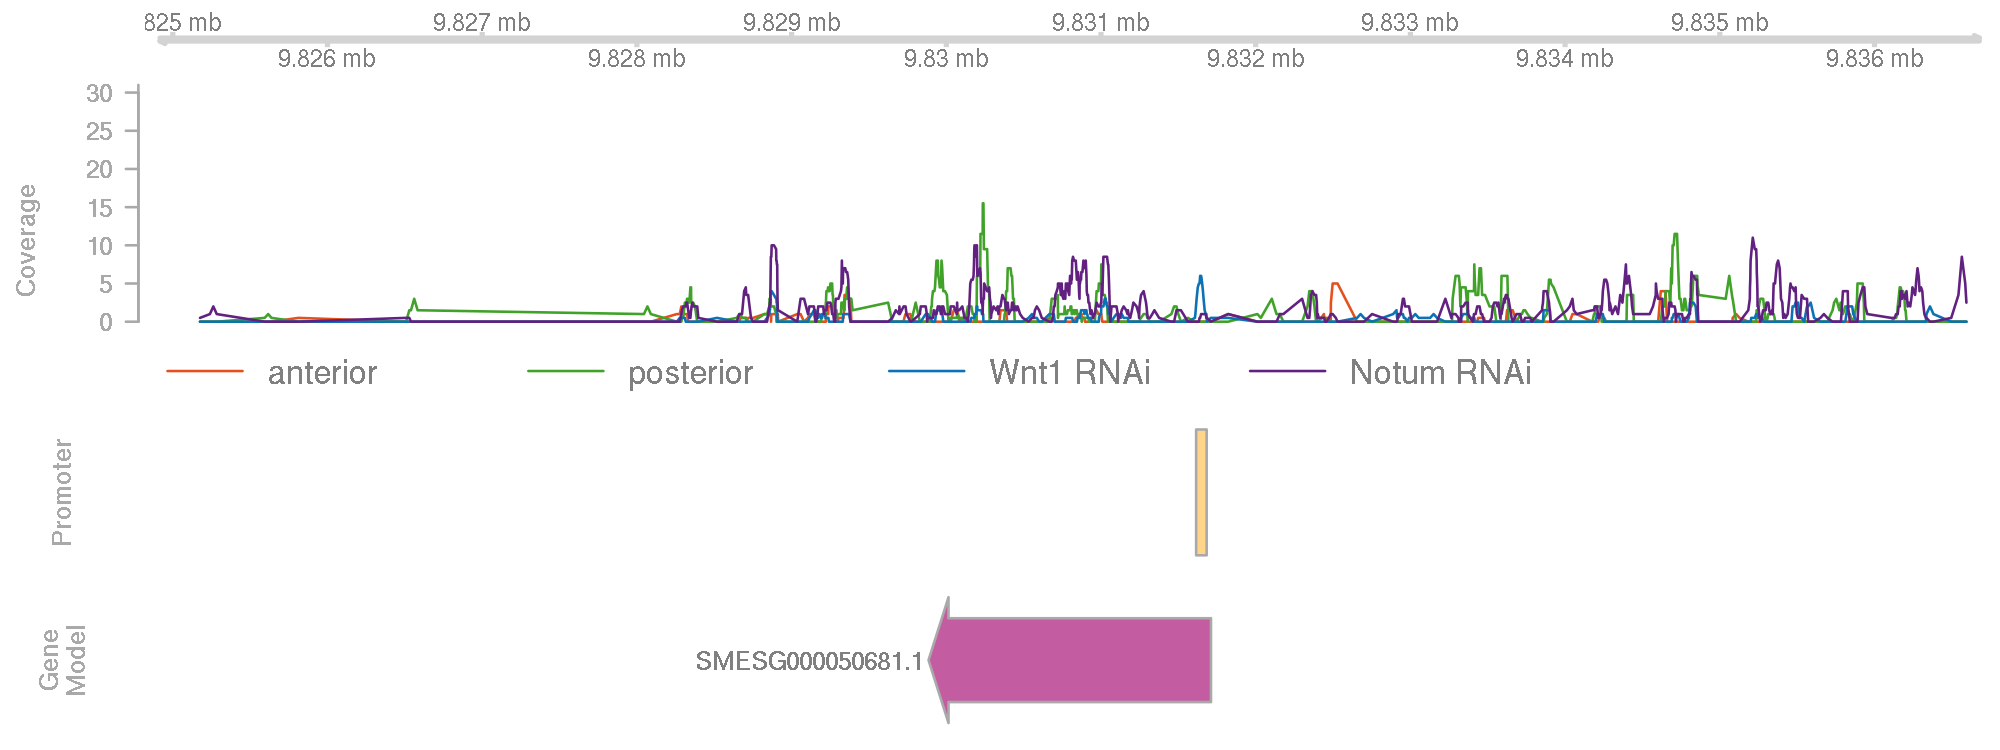 825 mb 9.827 mb 9.829 mb 9.831 mb 9.833 mb 9.835 mb
9.826 mb 9.828 mb 9.83 mb 9.832 mb 9.834 mb 9.836 mb
30
25
20
15
10
5
0
Coverage
anterior posterior Wnt1 RNAi Notum RNAi
Promoter
Gene
Model
SMESG000050681.1